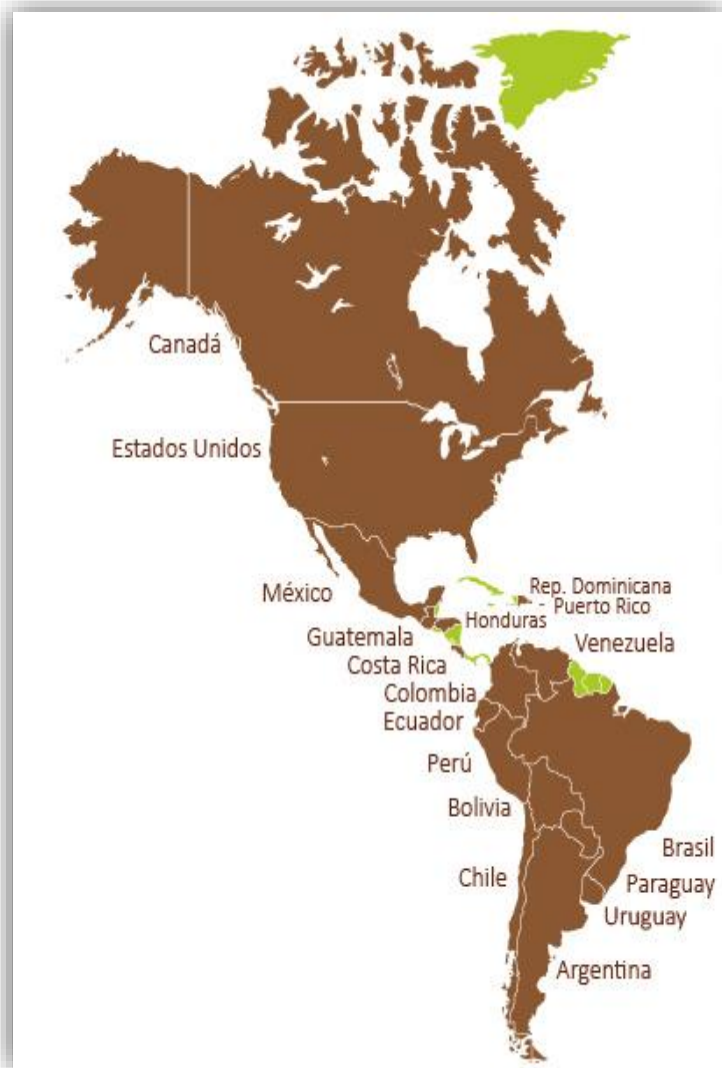 Canadá
Estados Unidos
México
Rep. Dominicana
Puerto Rico
Honduras
Guatemala
Venezuela
Costa Rica
Colombia
Ecuador
Perú
Bolivia
Brasil
Chile
Paraguay
Uruguay
Argentina